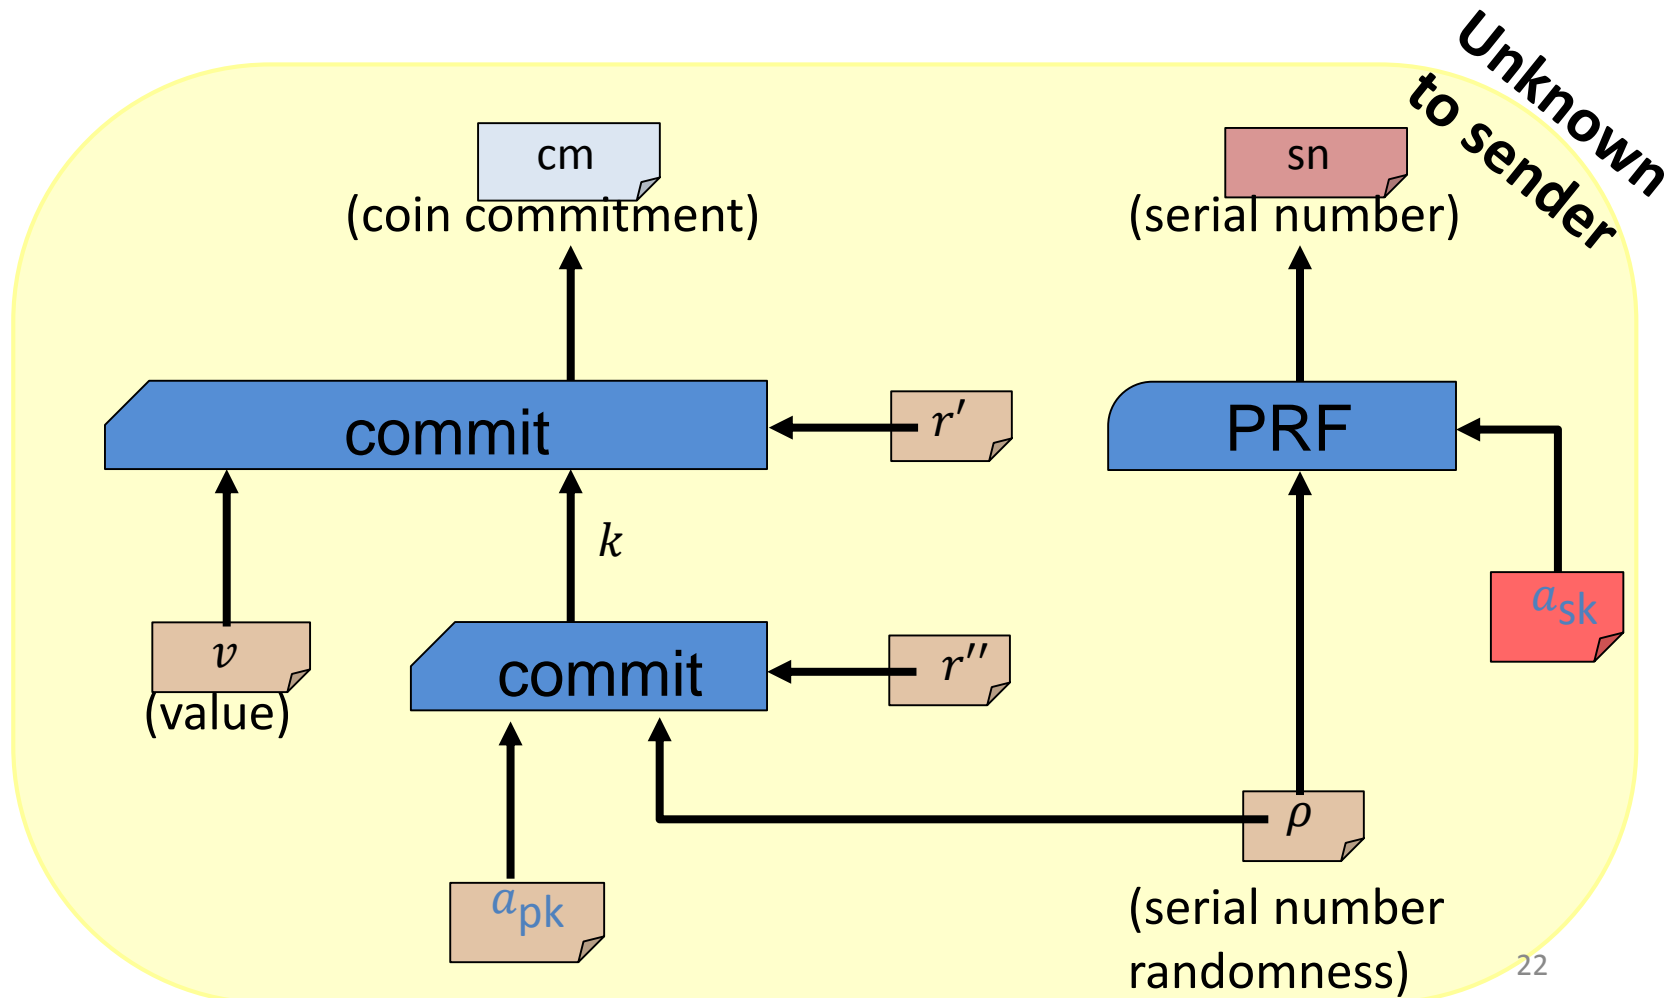 Unknown
to sender
cm
(coin commitment)
sn
(serial number)
commit
r′
PRF
k
a_sk
v
(value)
commit
r′′
ρ
a_pk
(serial number
randomness)
22